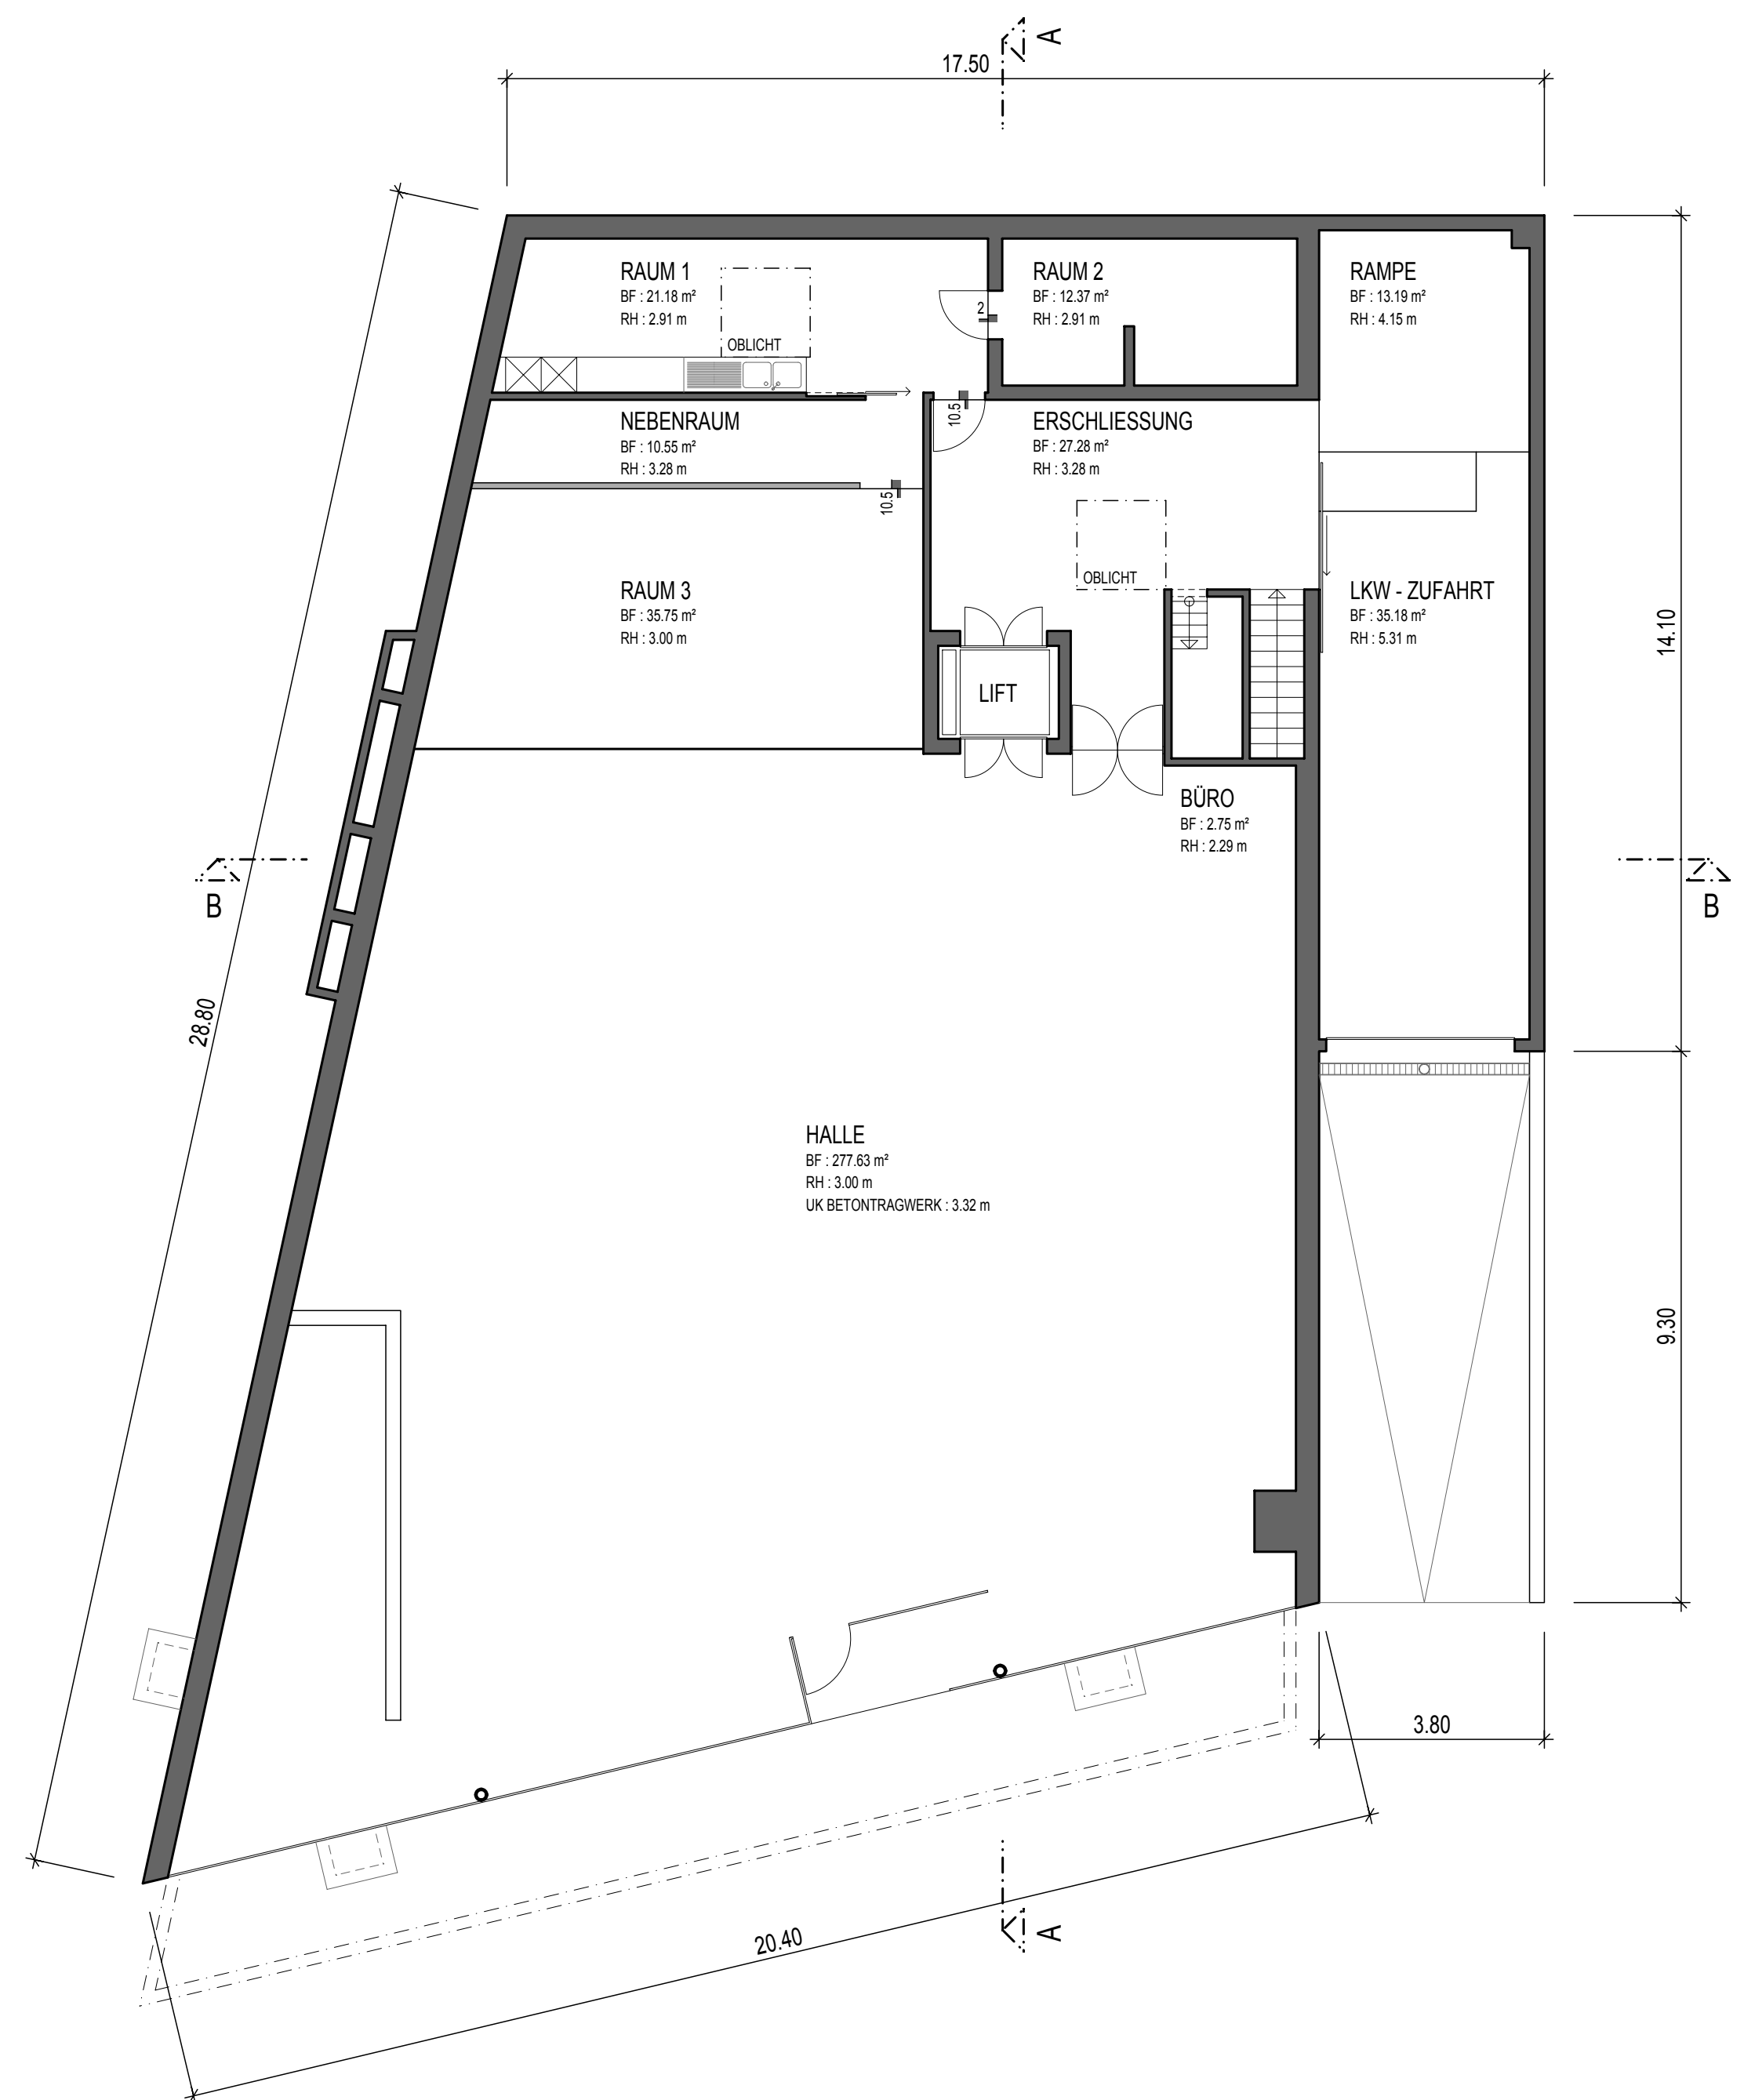 A
17.50
RAUM 1
BF : 21.18 m²
RH : 2.91 m
OBLICHT
2
RAUM 2
BF : 12.37 m²
RH : 2.91 m
RAMPE
BF : 13.19 m²
RH : 4.15 m
NEBENRAUM
BF : 10.55 m²
RH : 3.28 m
10.5
10.5
ERSCHLIESSUNG
BF : 27.28 m²
RH : 3.28 m
OBLICHT
RAUM 3
BF : 35.75 m²
RH : 3.00 m
LIFT
LKW - ZUFAHRT
BF : 35.18 m²
RH : 5.31 m
14.10
BÜRO
BF : 2.75 m²
RH : 2.29 m
B
B
28.80
HALLE
BF : 277.63 m²
RH : 3.00 m
UK BETONTRAGWERK : 3.32 m
9.30
3.80
20.40
A